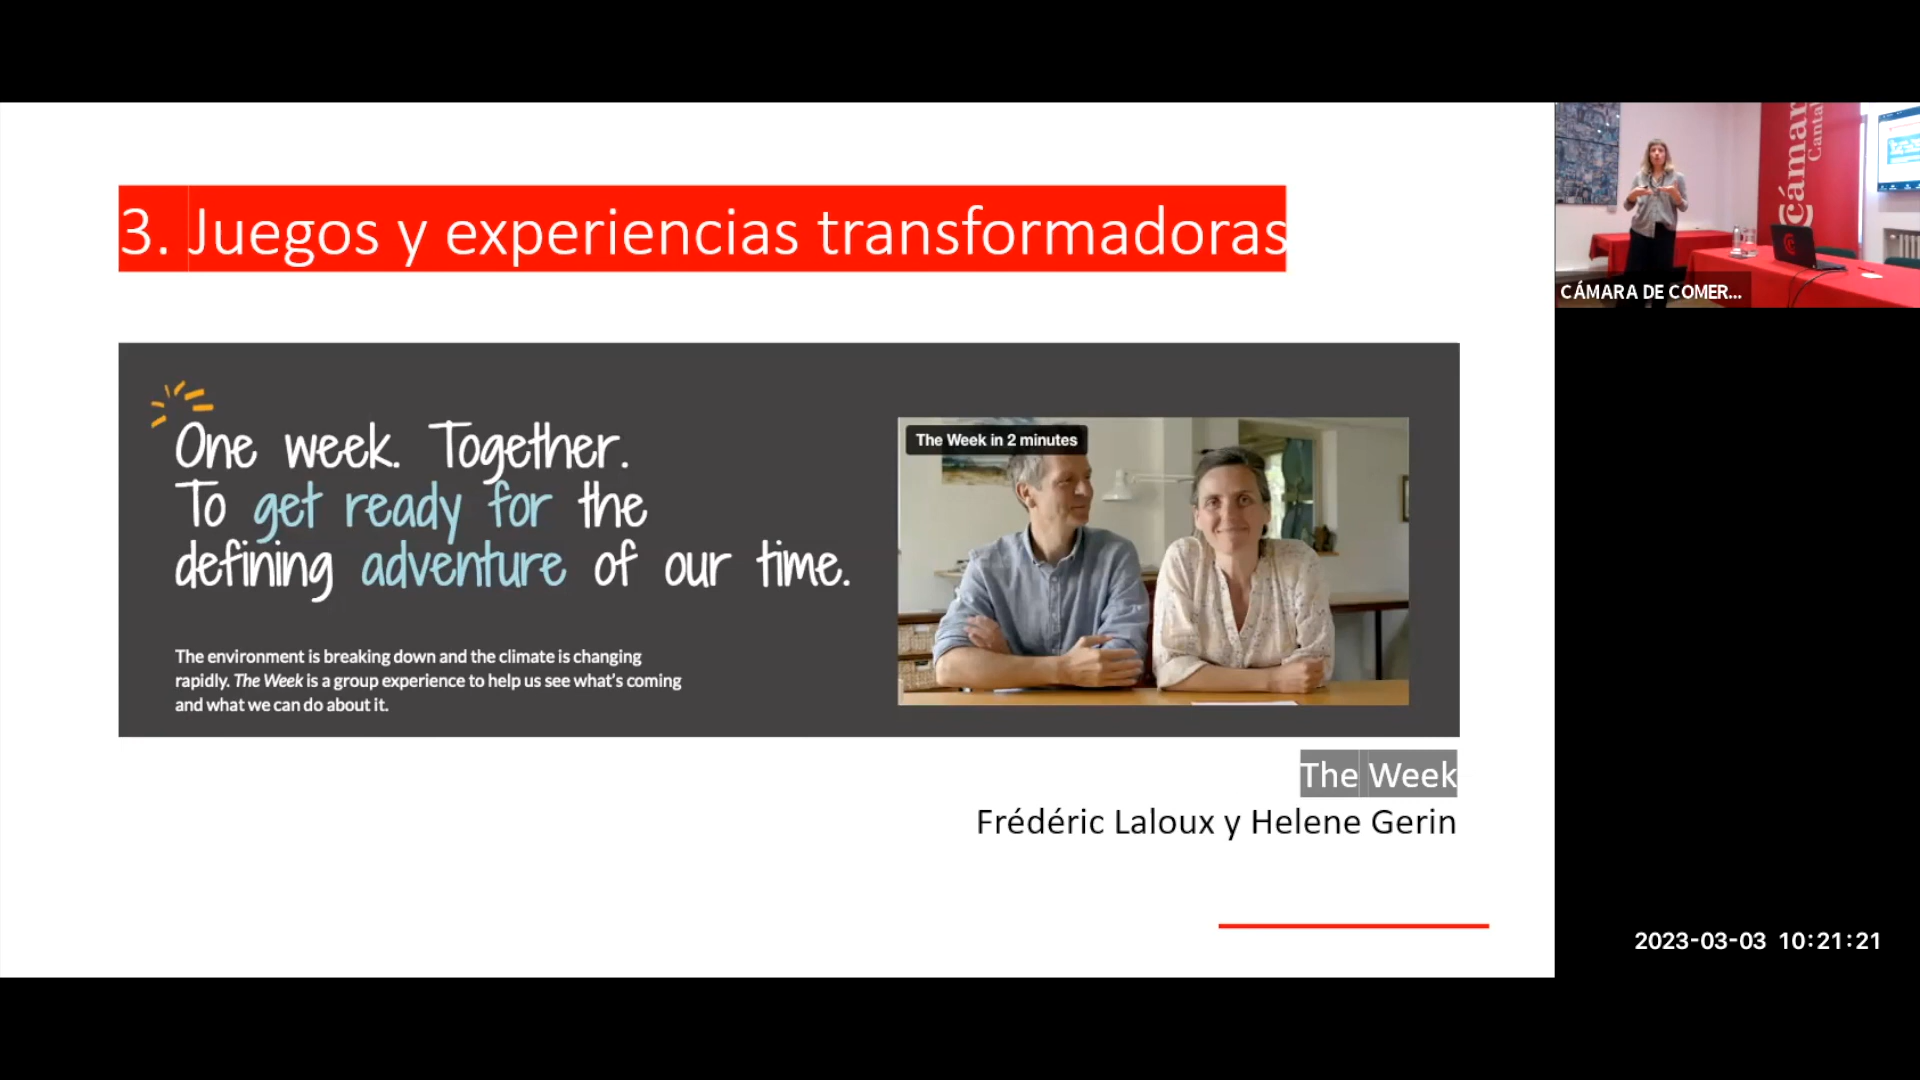 3. Juegos y experiencias transformadoras
One week. Together.
To get ready for the
defining adventure of our time.
The environment is breaking down and the climate is changing
rapidly. The Week is a group experience to help us see what's coming
and what we can do about it.
The Week in 2 minutes
The Week
Frédéric Laloux y Helene Gerin
Cámar
Canta
CÁMARA DE COMER...
2023-03-03 10:21:21